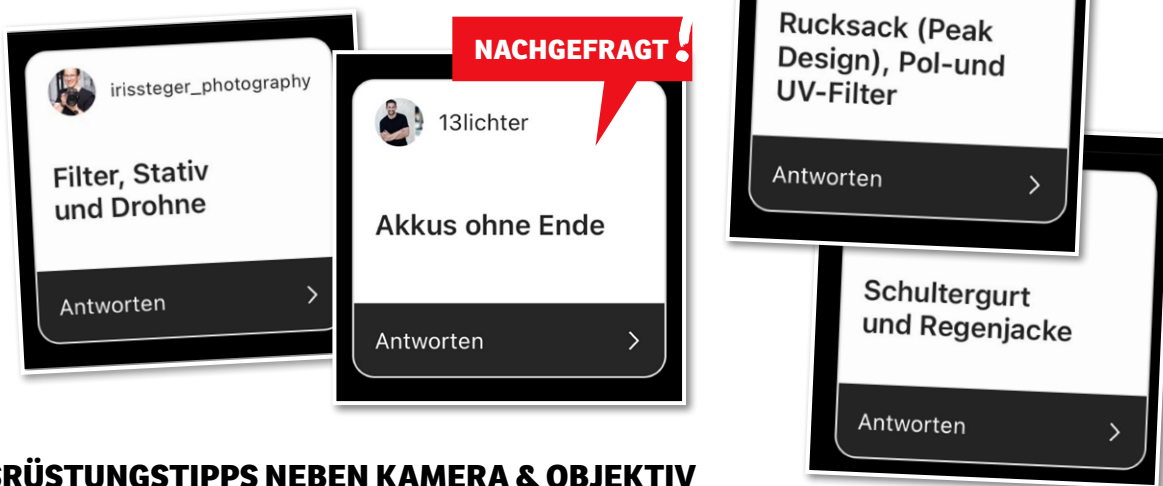 irissteger_photography
Filter, Stativ
und Drohne
Antworten
NACHGEFRAGT!
13lichter
Akkus ohne Ende
Antworten
Rucksack (Peak
Design), Pol-und
UV-Filter
Antworten
Schultergurt
und Regenjacke
Antworten
SRÜSTUNGSTIPPS NEBEN KAMERA & OBJEKTIV